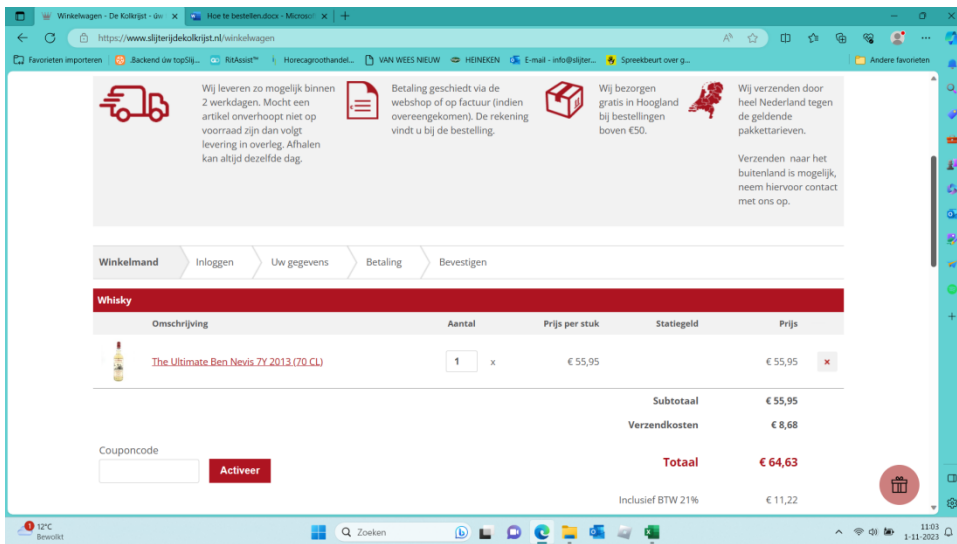 Winkelwagen - De Kolkrijst - úw
Hoe te bestellen.docx - Microsof
https://www.slijterijdekolkrijst.nl/winkelwagen
Favorieten importeren
.Backend úw topSlij...
RitAssist™
Horecagroothandel...
VAN WEES NIEUW
HEINEKEN
E-mail - info@slijter...
Spreekbeurt over g...
Andere favorieten
Wij leveren zo mogelijk binnen
2 werkdagen. Mocht een
artikel onverhoopt niet op
voorraad zijn dan volgt
levering in overleg. Afhalen
kan altijd dezelfde dag.
Betaling geschiedt via de
webshop of op factuur (indien
overeengekomen). De rekening
vindt u bij de bestelling.
Wij bezorgen
gratis in Hoogland
bij bestellingen
boven €50.
Wij verzenden door
heel Nederland tegen
de geldende
pakkettarieven.
Verzenden naar het
buitenland is mogelijk,
neem hiervoor contact
met ons op.
Winkelmand Inloggen Uw gegevens Betaling Bevestigen
Whisky
Omschrijving Aantal Prijs per stuk Statiegeld Prijs
The Ultimate Ben Nevis 7Y 2013 (70 CL) 1 x € 55,95 € 55,95
Subtotaal € 55,95
Verzendkosten € 8,68
Couponcode
Activeer
Totaal € 64,63
Inclusief BTW 21% € 11,22
1
12°C
Bewolkt
Zoeken
11:03
1-11-2023